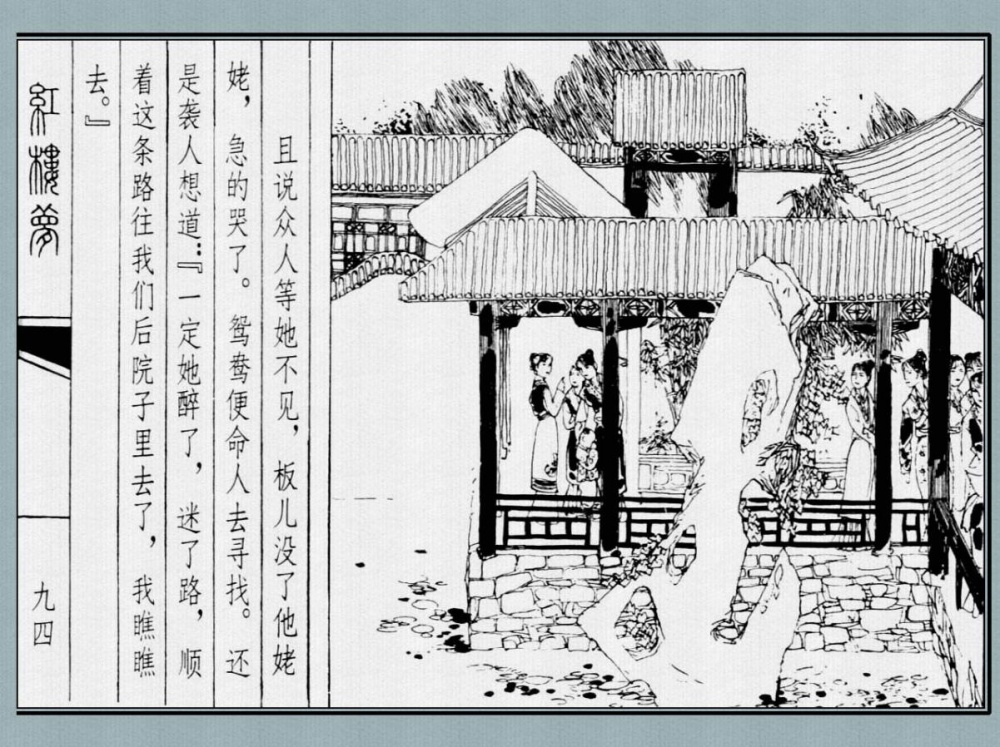 且说众人等她不见，板儿没了他姥
姥，急的哭了。鸳鸯便命人去寻找。还
是袭人想道：『一定她醉了，迷了路，顺
着这条路往我们后院子里去了，我瞧瞧
去。』
紅樓夢
九四